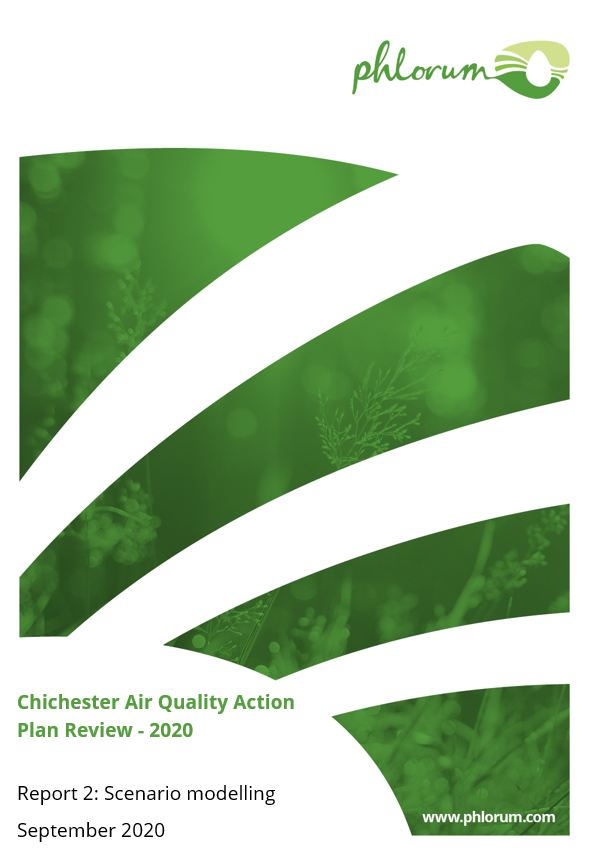 phlorum
Chichester Air Quality Action
Plan Review - 2020
Report 2: Scenario modelling
September 2020
www.phlorum.com